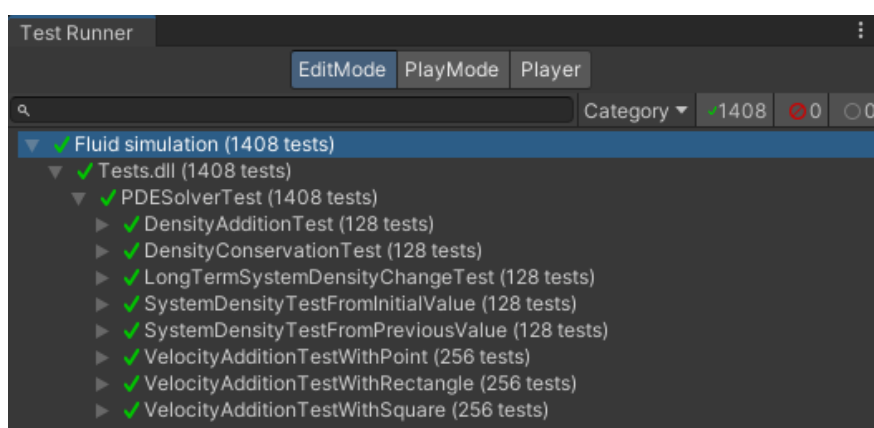 Test Runner
EditMode PlayMode Player
Category 1408 0 0
Fluid simulation (1408 tests)
Tests.dll (1408 tests)
PDESolverTest (1408 tests)
DensityAdditionTest (128 tests)
DensityConservationTest (128 tests)
LongTermSystemDensityChangeTest (128 tests)
SystemDensityTestFromInitialValue (128 tests)
SystemDensityTestFromPreviousValue (128 tests)
VelocityAdditionTestWithPoint (256 tests)
VelocityAdditionTestWithRectangle (256 tests)
VelocityAdditionTestWithSquare (256 tests)